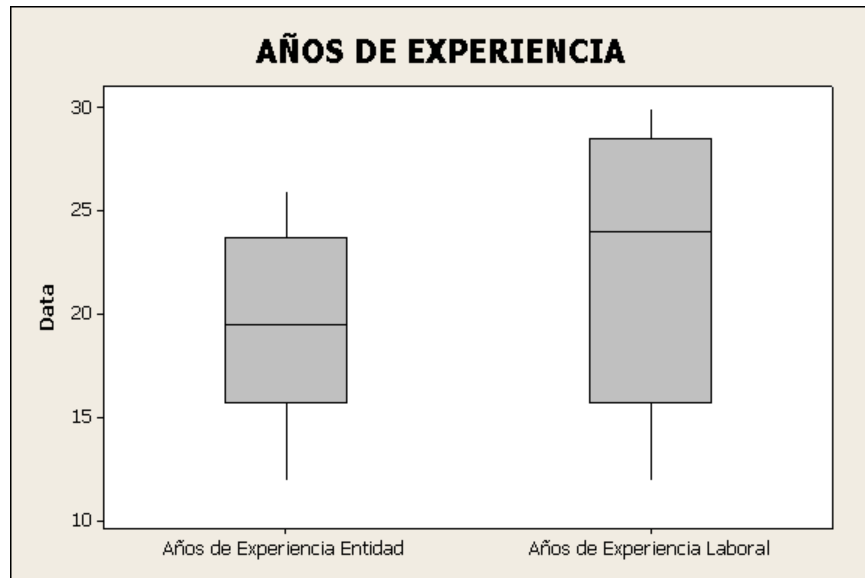 AÑOS DE EXPERIENCIA
30
25
20
15
10
Data
Años de Experiencia Entidad
Años de Experiencia Laboral